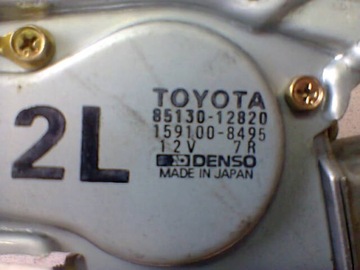 TOYOTA
85130-12820
159100-8495
12V 7R
DENSO
MADE IN JAPAN
2L